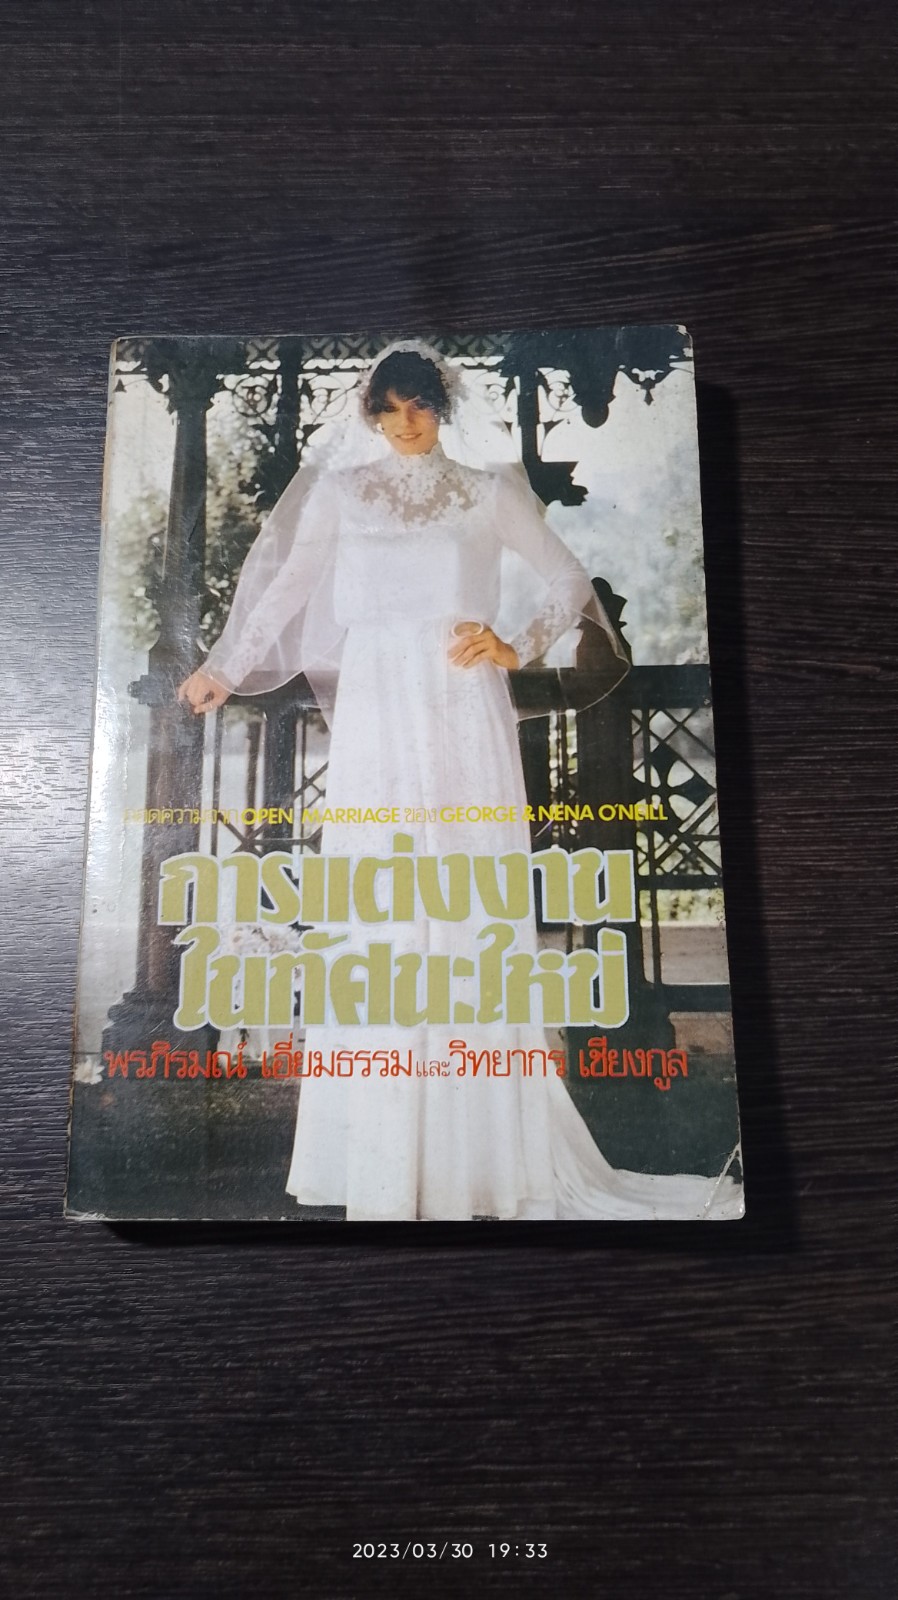 ถอดความจาก OPEN MARRIAGE ของ GEORGE & NENA O'NEILL
การแต่งงาน
ในทัศนะใหม่
พรภิรมณ์ เอี่ยมธรรม และ วิทยากร เชียงกูล
2023/03/30 19:33